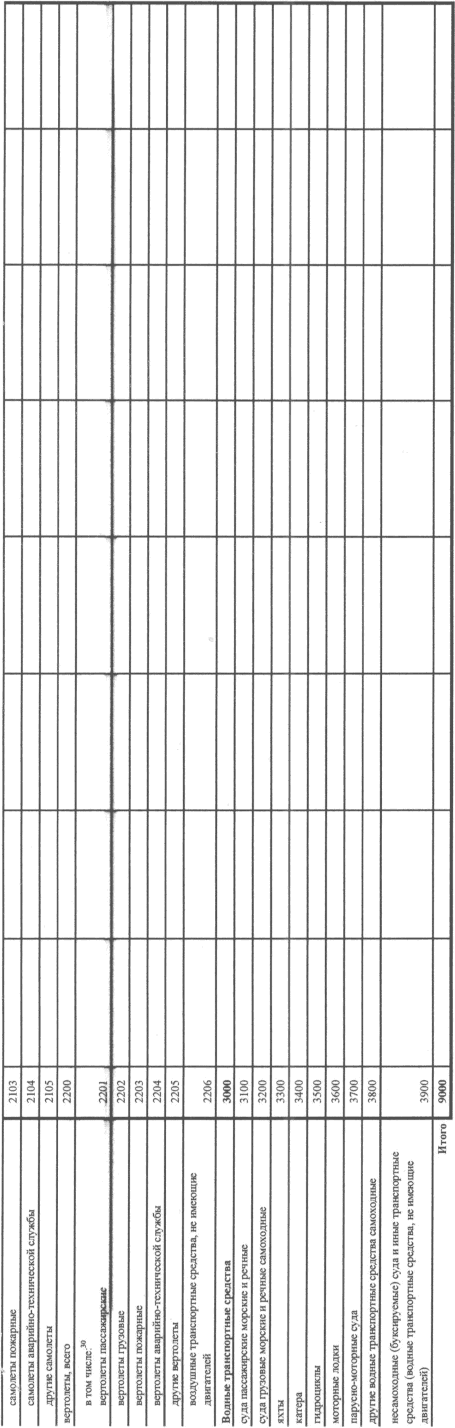 самолеты пожарные 2103
самолеты аварийно-технической службы 2104
другие самолеты 2105
вертолеты, всего 2200
в том числе:30
вертолеты пассажирские 2201
вертолеты грузовые 2202
вертолеты пожарные 2203
вертолеты аварийно-технической службы 2204
другие вертолеты 2205
воздушные транспортные средства, не имеющие
двигателей 2206
Водные транспортные средства 3000
суда пассажирские морские и речные 3100
суда грузовые морские и речные самоходные 3200
яхты 3300
катера 3400
гидроциклы 3500
моторные лодки 3600
парусно-моторные суда 3700
другие водные транспортные средства самоходные 3800
несамоходные (буксируемые) суда и иные транспортные
средства (водные транспортные средства, не имеющие
двигателей) 3900
Итого 9000